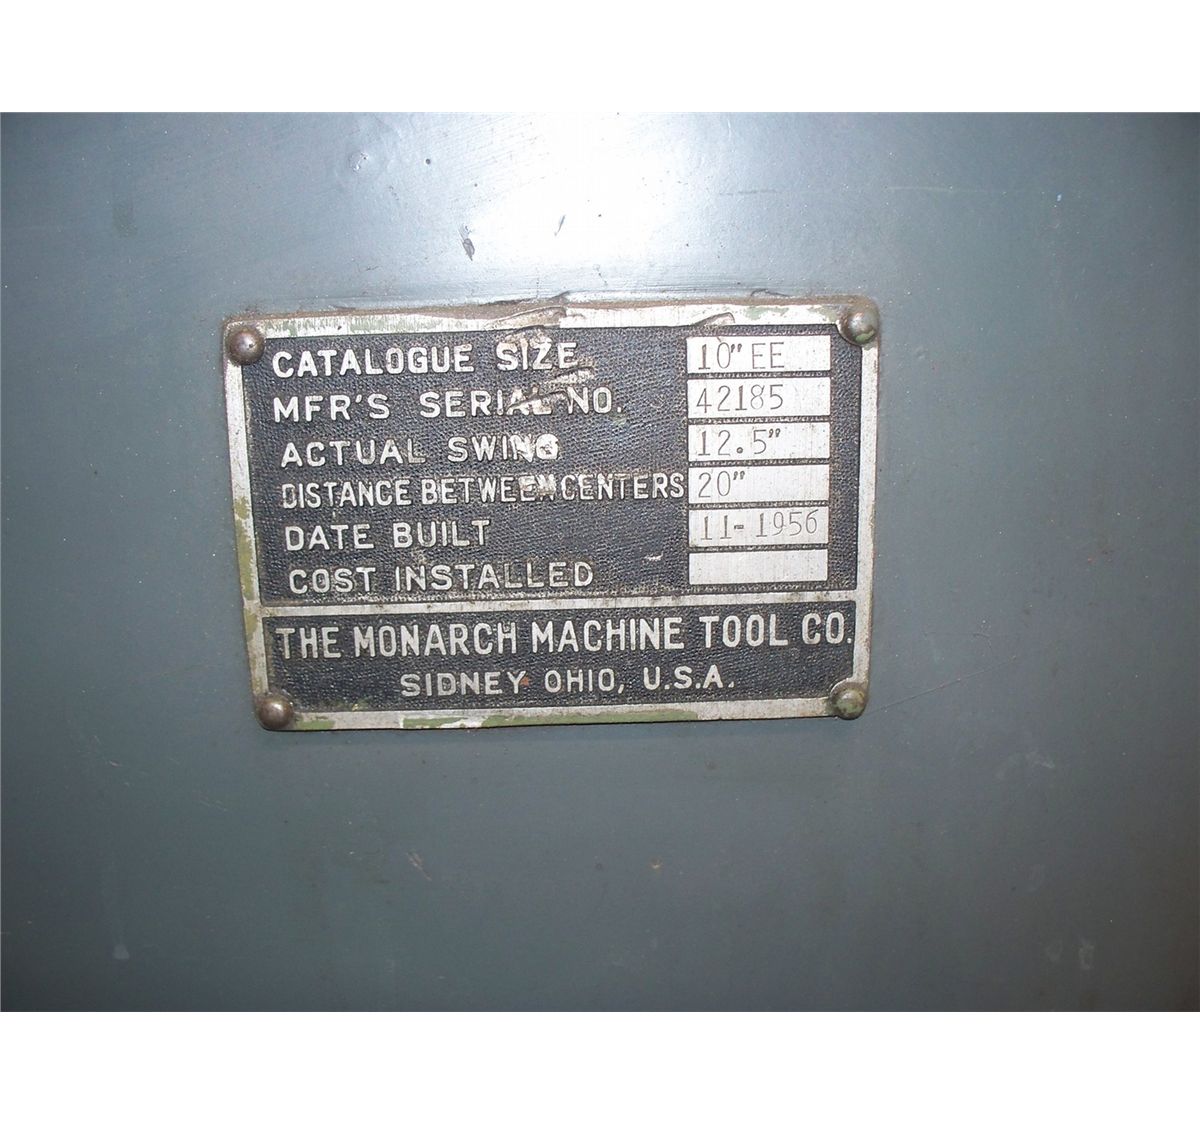 CATALOGUE SIZE 10" EE
MFR'S SERIAL NO. 42185
ACTUAL SWING 12.5"
DISTANCE BETWEEN CENTERS 20"
DATE BUILT 11-1956
COST INSTALLED
THE MONARCH MACHINE TOOL CO.
SIDNEY OHIO, U.S.A.